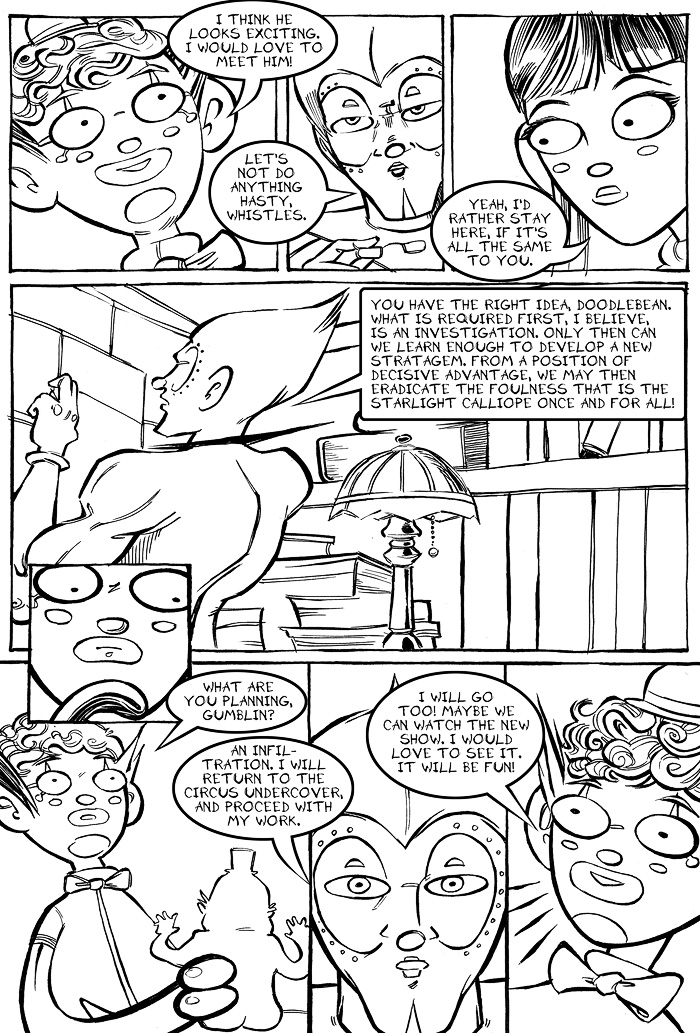 I THINK HE
LOOKS EXCITING.
I WOULD LOVE TO
MEET HIM!
LET'S
NOT DO
ANYTHING
HASTY,
WHISTLES.
YEAH, I'D
RATHER STAY
HERE, IF IT'S
ALL THE SAME
TO YOU.
YOU HAVE THE RIGHT IDEA, DOODLEBEAN.
WHAT IS REQUIRED FIRST, I BELIEVE,
IS AN INVESTIGATION. ONLY THEN CAN
WE LEARN ENOUGH TO DEVELOP A NEW
STRATAGEM. FROM A POSITION OF
DECISIVE ADVANTAGE, WE MAY THEN
ERADICATE THE FOULNESS THAT IS THE
STARLIGHT CALLIOPE ONCE AND FOR ALL!
WHAT ARE
YOU PLANNING,
GUMBLIN?
AN INFIL-
TRATION. I WILL
RETURN TO THE
CIRCUS UNDERCOVER,
AND PROCEED WITH
MY WORK.
I WILL GO
TOO! MAYBE WE
CAN WATCH THE NEW
SHOW. I WOULD
LOVE TO SEE IT.
IT WILL BE FUN!